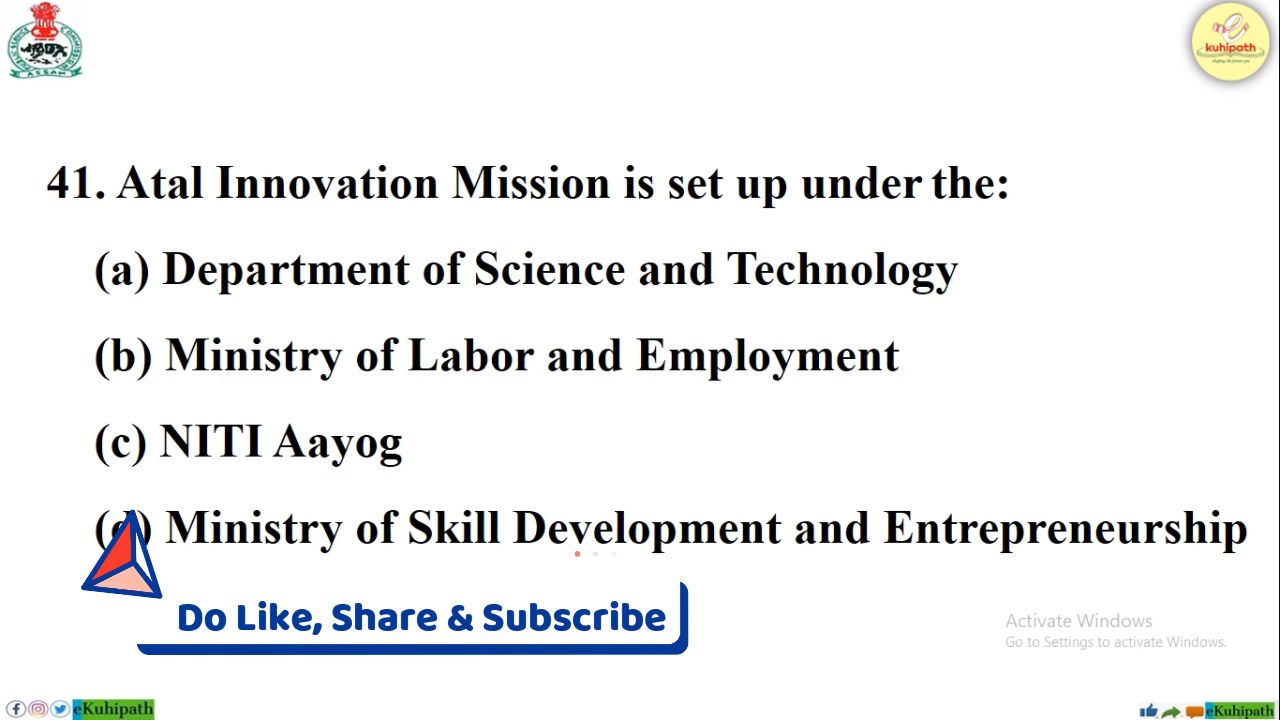 kuhipath
41. Atal Innovation Mission is set up under the:
(a) Department of Science and Technology
(b) Ministry of Labor and Employment
(c) NITI Aayog
(d) Ministry of Skill Development and Entrepreneurship
Do Like, Share & Subscribe
Activate Windows
Go to Settings to activate Windows.
eKuhipath
eKuhipath
ASSAM